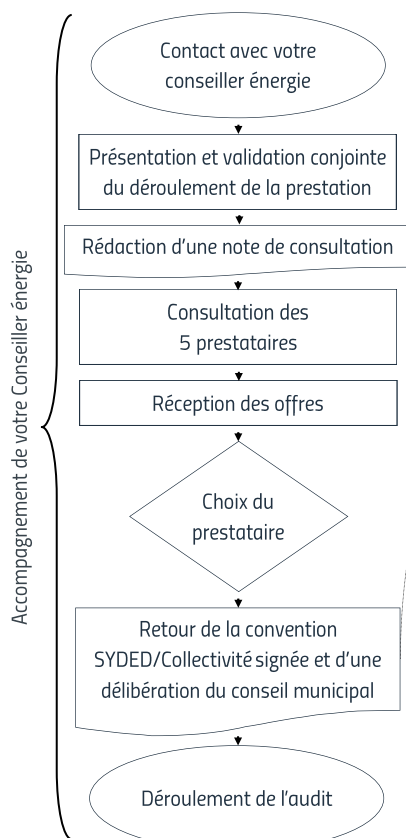 Accompagnement de votre Conseiller énergie
Contact avec votre
conseiller énergie
Présentation et validation conjointe
du déroulement de la prestation
Rédaction d'une note de consultation
Consultation des
5 prestataires
Réception des offres
Choix du
prestataire
Retour de la convention
SYDED/Collectivité signée et d'une
délibération du conseil municipal
Déroulement de l'audit